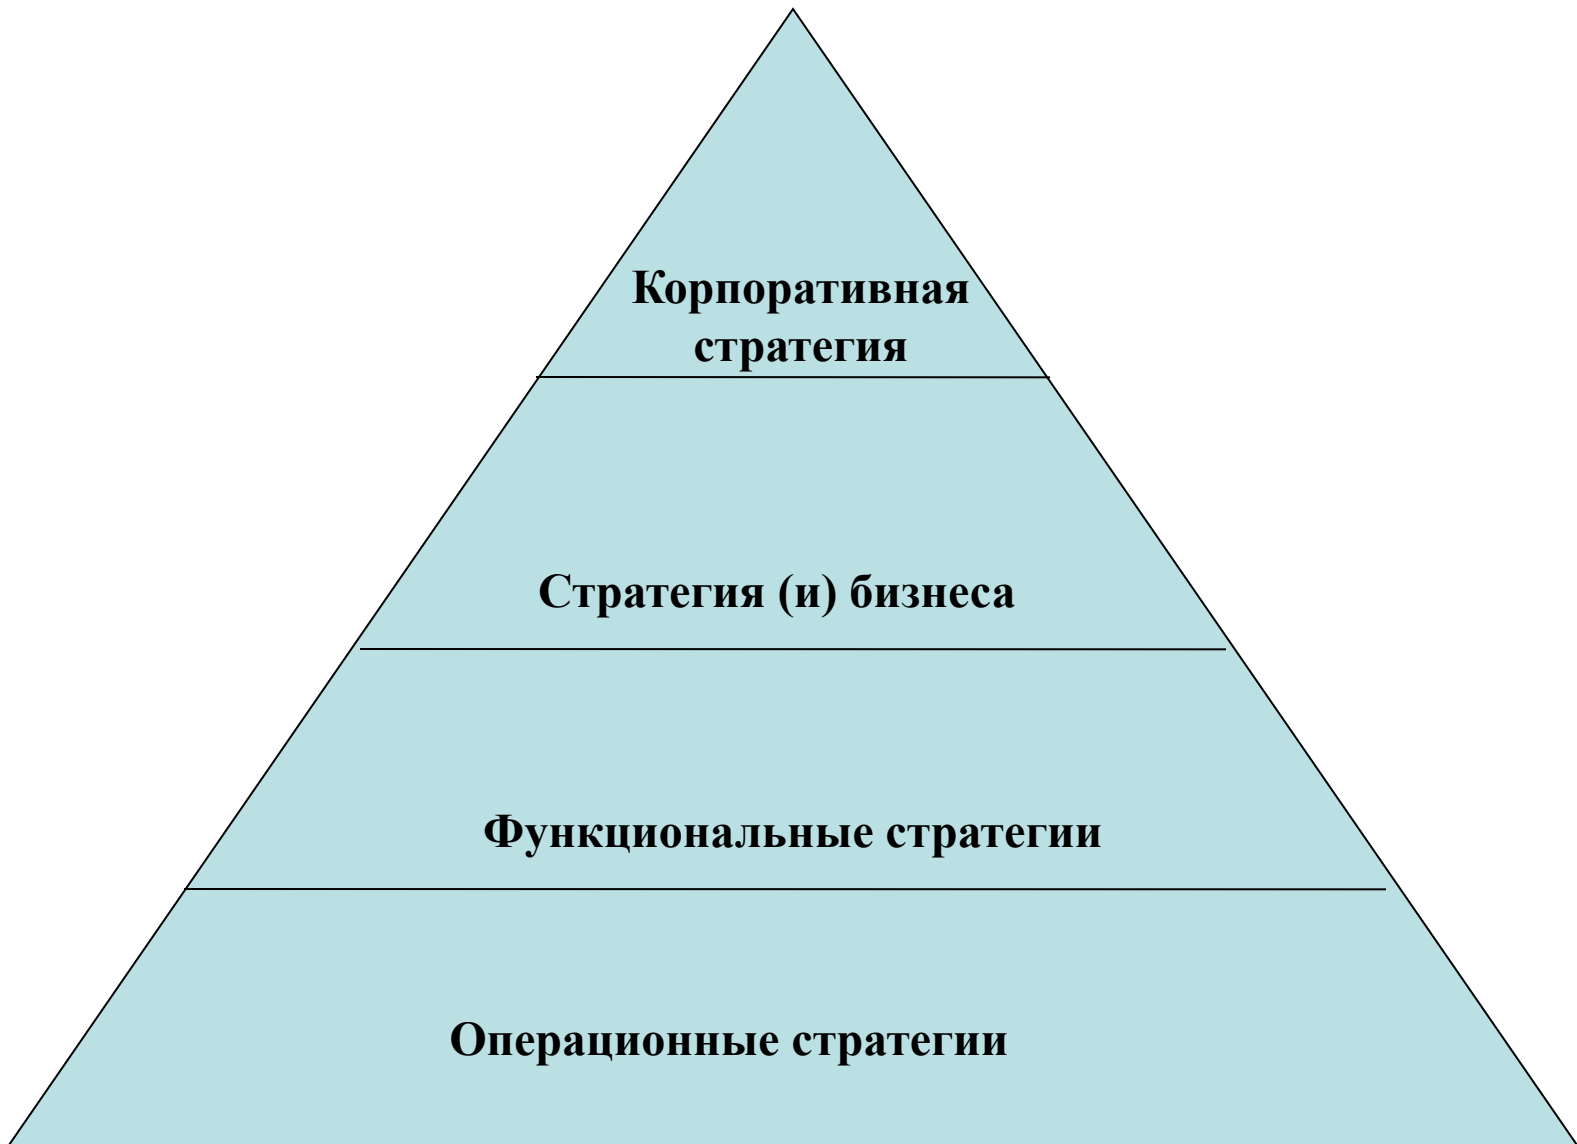 Корпоративная
стратегия
Стратегия (и) бизнеса
Функциональные стратегии
Операционные стратегии